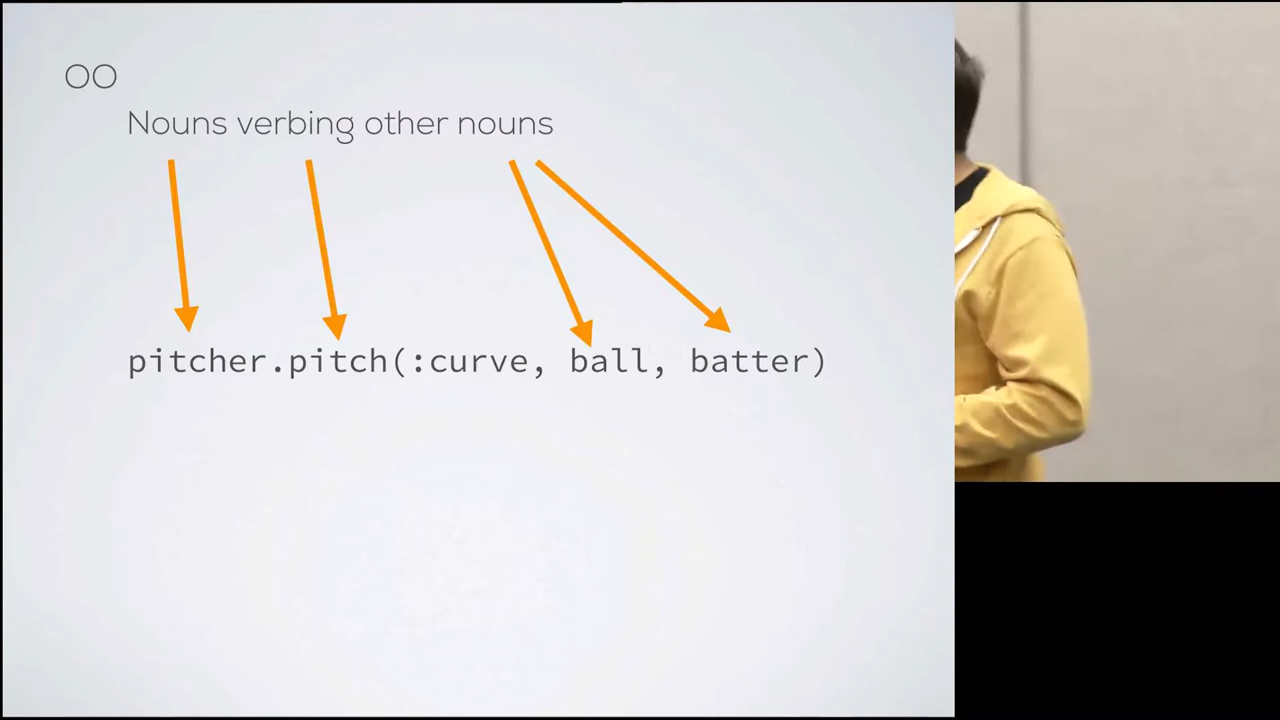 OO
Nouns verbing other nouns
pitcher.pitch(:curve, ball, batter)